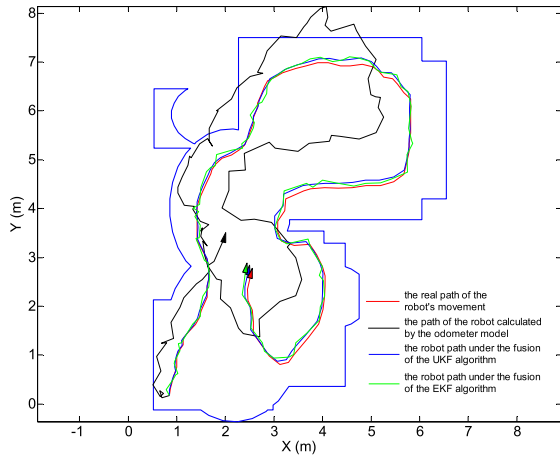 8
7
6
5
4
3
2
1
0
Y (m)
-1
0
1
2
3
4
5
6
7
8
X (m)
the real path of the
robot's movement
the path of the robot calculated
by the odometer model
the robot path under the fusion
of the UKF algorithm
the robot path under the fusion
of the EKF algorithm